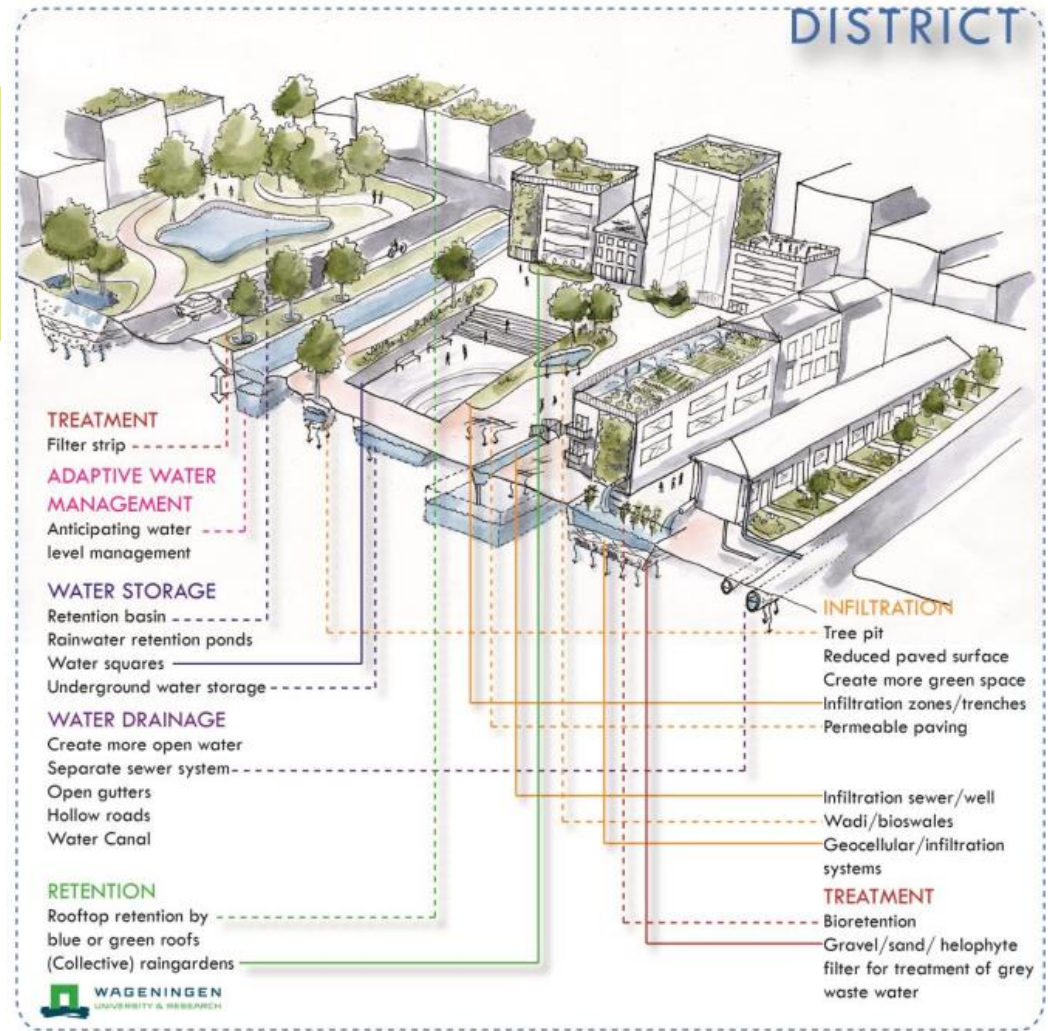 DISTRICT
TREATMENT
Filter strip
ADAPTIVE WATER
MANAGEMENT
Anticipating water
level management
WATER STORAGE
Retention basin
Rainwater retention ponds
Water squares
Underground water storage
WATER DRAINAGE
Create more open water
Separate sewer system
Open gutters
Hollow roads
Water Canal
RETENTION
Rooftop retention by
blue or green roofs
(Collective) raingardens
WAGENINGEN
UNIVERSITY & RESEARCH
INFILTRATION
Tree pit
Reduced paved surface
Create more green space
Infiltration zones/trenches
Permeable paving
Infiltration sewer/well
Wadi/bioswales
Geocellular/infiltration
systems
TREATMENT
Bioretention
Gravel/sand/ helophyte
filter for treatment of grey
waste water